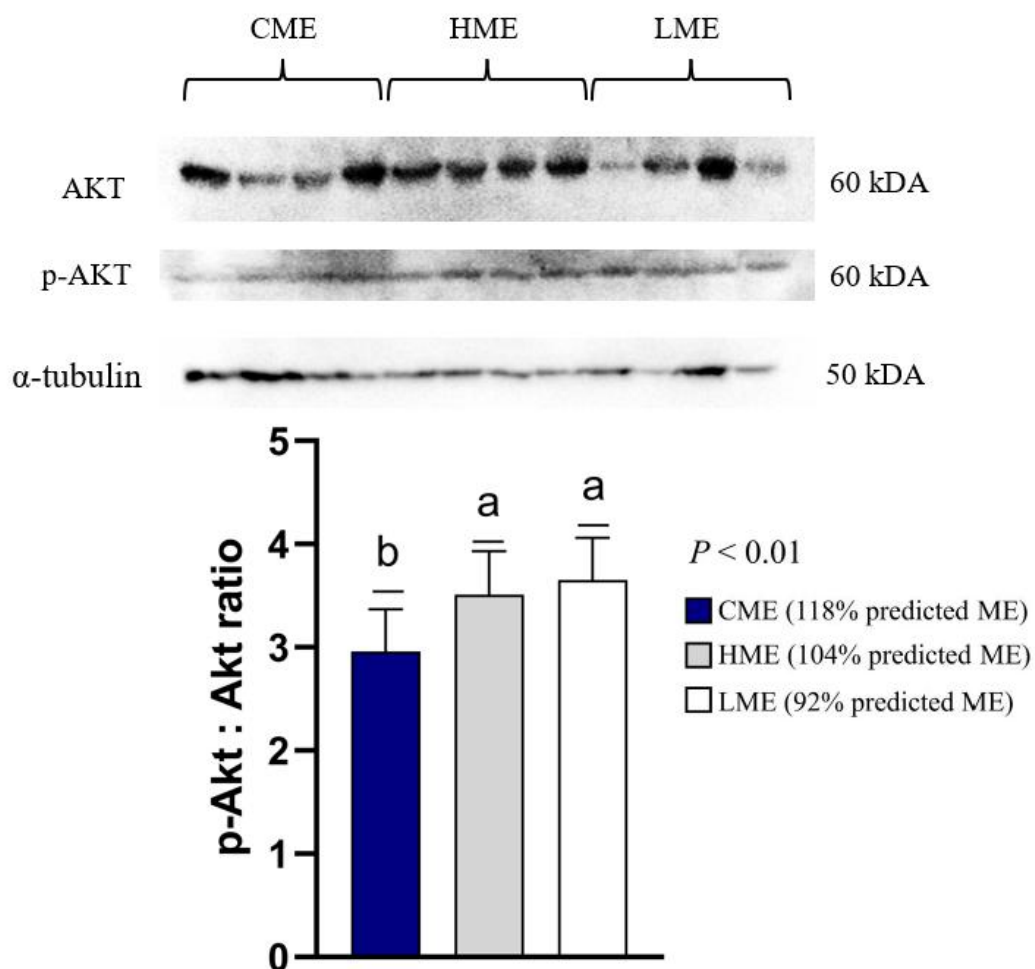 CME HME LME
AKT 60 kDA
p-AKT 60 kDA
α-tubulin 50 kDA
5
4
3
2
1
0
p-Akt : Akt ratio
b a a
P < 0.01
CME (118% predicted ME)
HME (104% predicted ME)
LME (92% predicted ME)